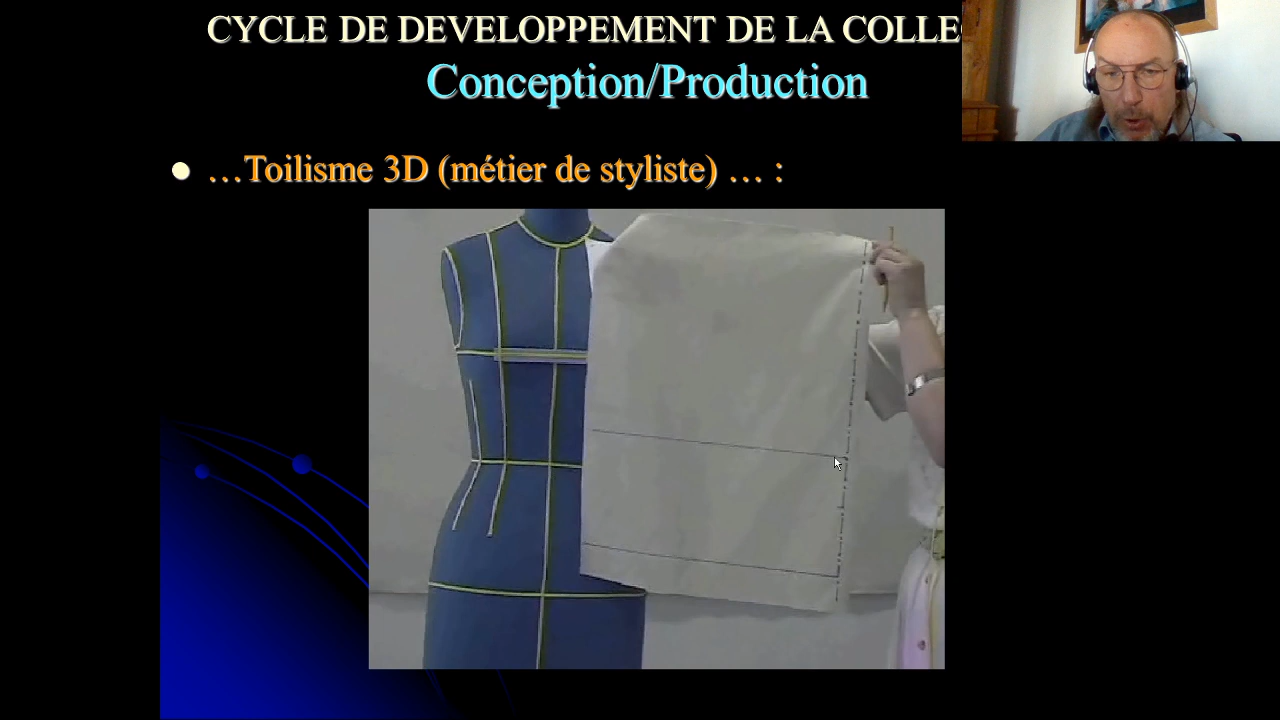 CYCLE DE DEVELOPPEMENT DE LA COLLE
Conception/Production
…Toilisme 3D (métier de styliste) … :